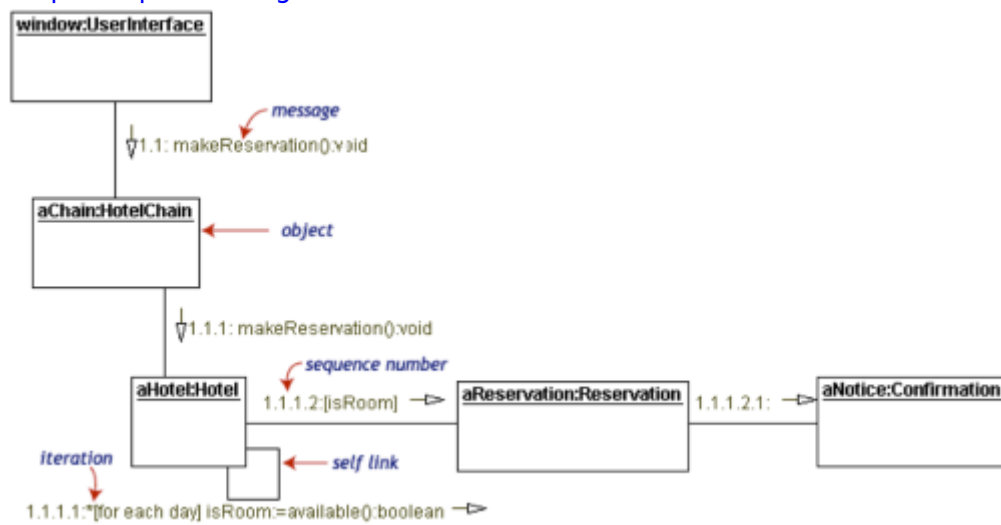 window:UserInterface
message
1.1: makeReservation():void
aChain:HotelChain
object
1.1.1: makeReservation():void
sequence number
aHotel:Hotel
1.1.1.2:[isRoom]
aReservation:Reservation
1.1.1.2.1:
aNotice:Confirmation
iteration
self link
1.1.1.1:*[for each day] isRoom:=available():boolean